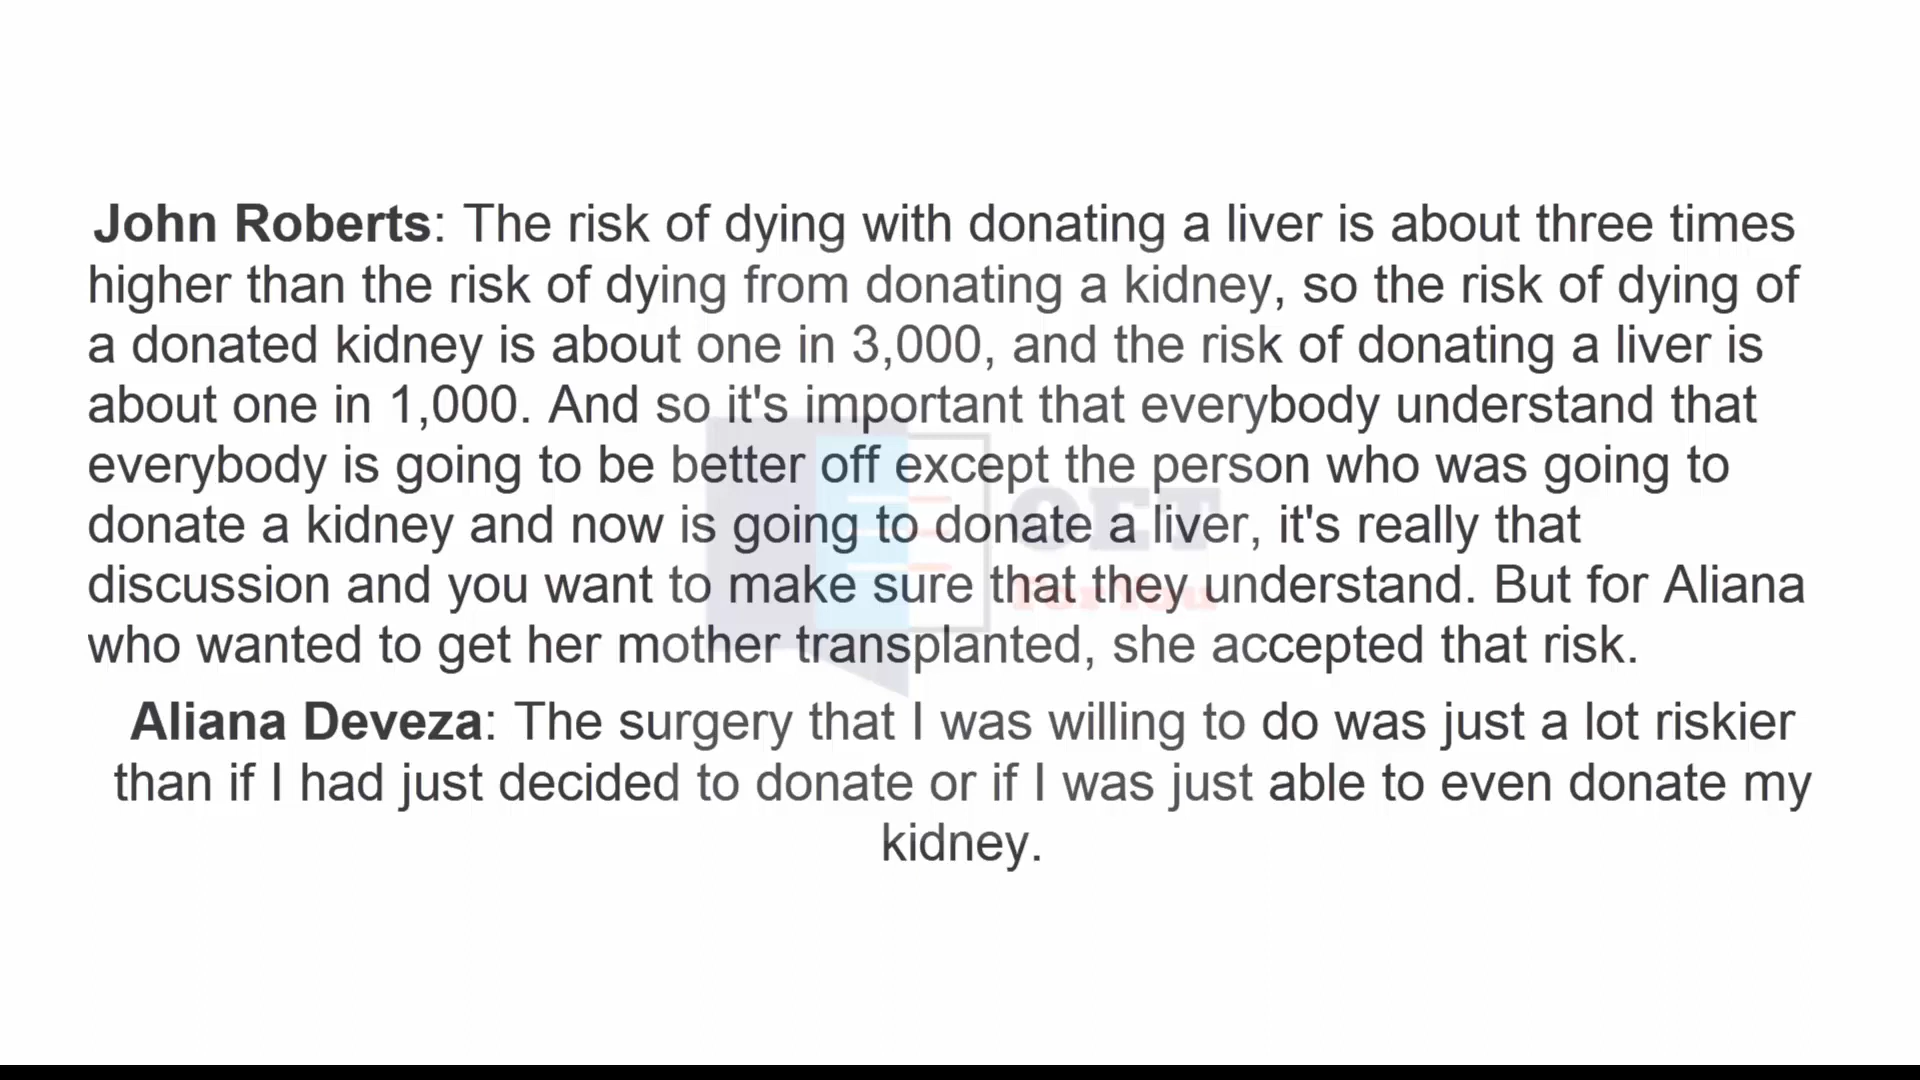 John Roberts: The risk of dying with donating a liver is about three times
higher than the risk of dying from donating a kidney, so the risk of dying of
a donated kidney is about one in 3,000, and the risk of donating a liver is
about one in 1,000. And so it's important that everybody understand that
everybody is going to be better off except the person who was going to
donate a kidney and now is going to donate a liver, it's really that
discussion and you want to make sure that they understand. But for Aliana
who wanted to get her mother transplanted, she accepted that risk.
Aliana Deveza: The surgery that I was willing to do was just a lot riskier
than if I had just decided to donate or if I was just able to even donate my
kidney.
OET
For You